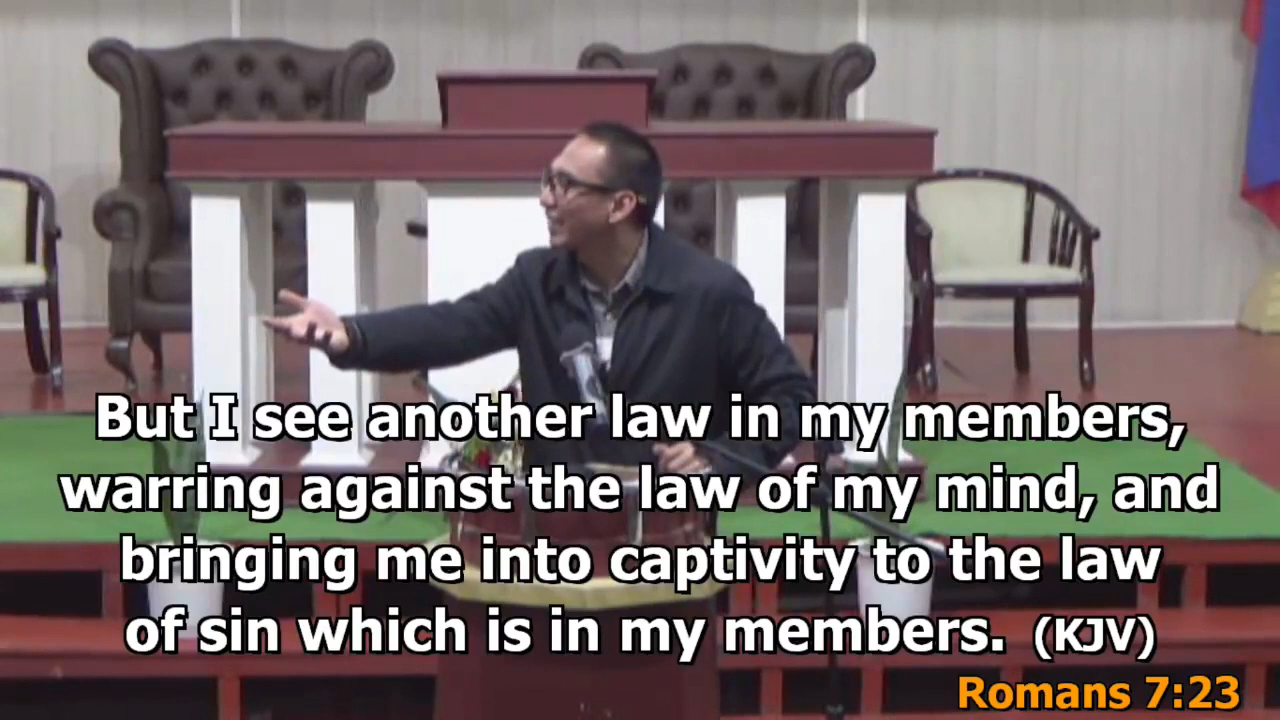 But I see another law in my members,
warring against the law of my mind, and
bringing me into captivity to the law
of sin which is in my members. (KJV)
Romans 7:23